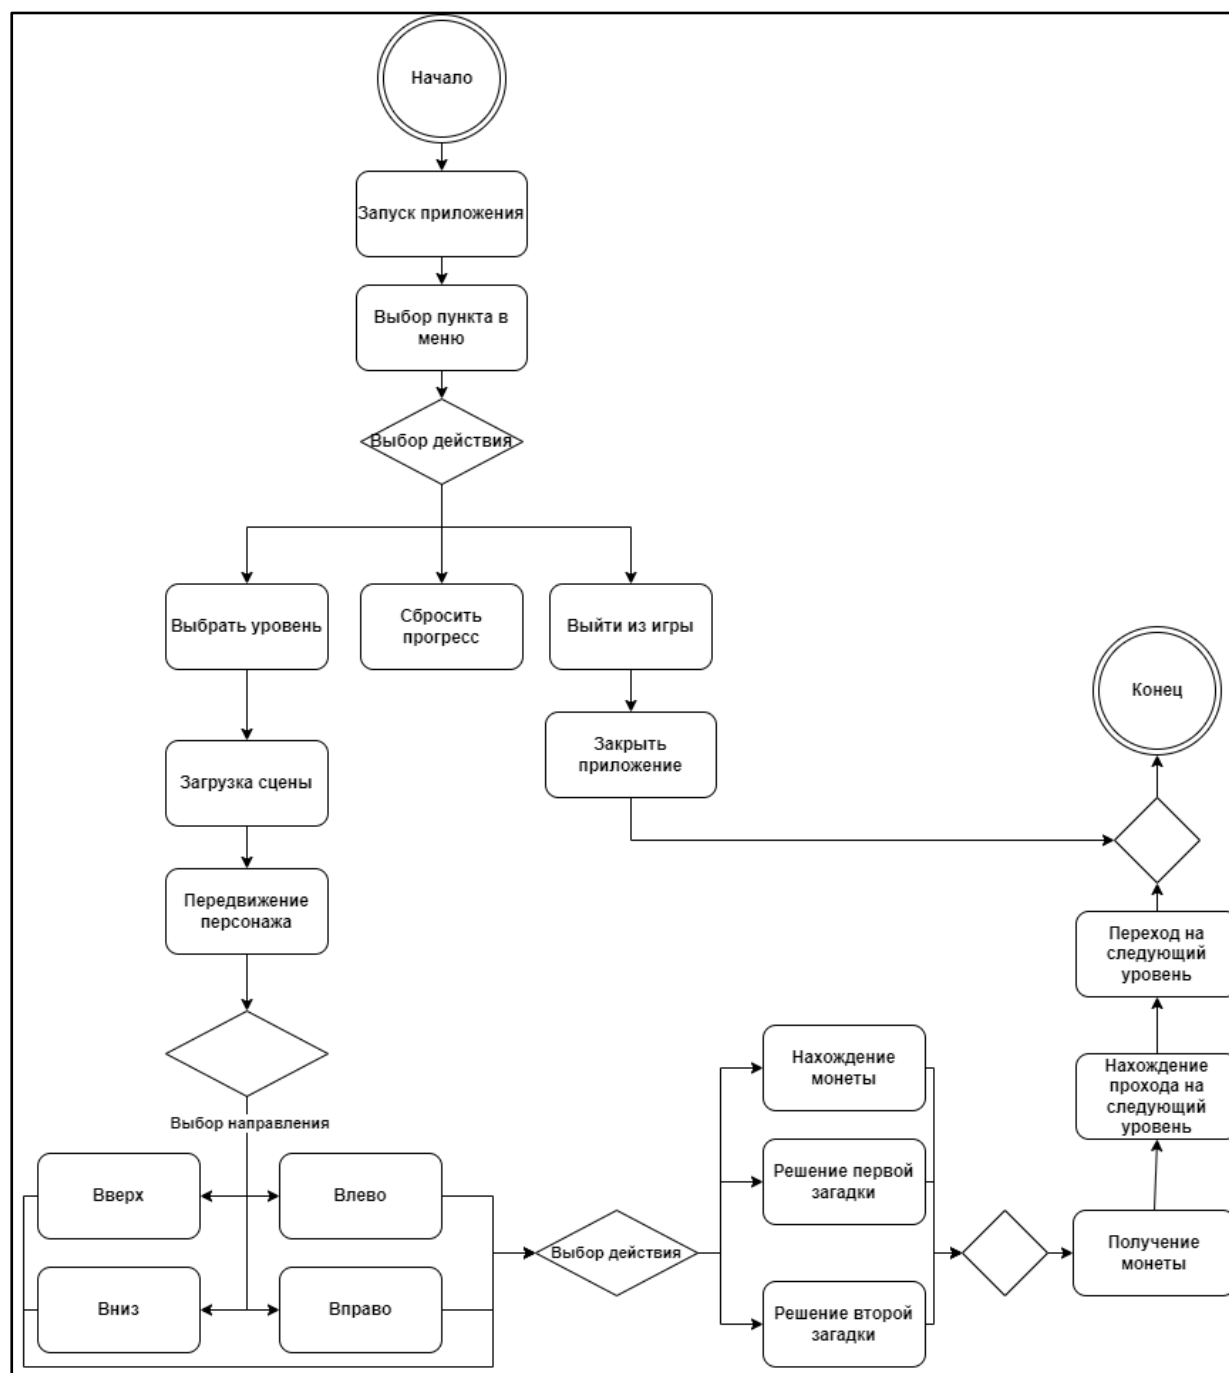 Начало
Запуск приложения
Выбор пункта в
меню
Выбор действия
Выбрать уровень
Сбросить
прогресс
Выйти из игры
Закрыть
приложение
Конец
Загрузка сцены
Передвижение
персонажа
Выбор направления
Вверх
Влево
Вниз
Вправо
Выбор действия
Нахождение
монеты
Решение первой
загадки
Решение второй
загадки
Получение
монеты
Нахождение
прохода на
следующий
уровень
Переход на
следующий
уровень